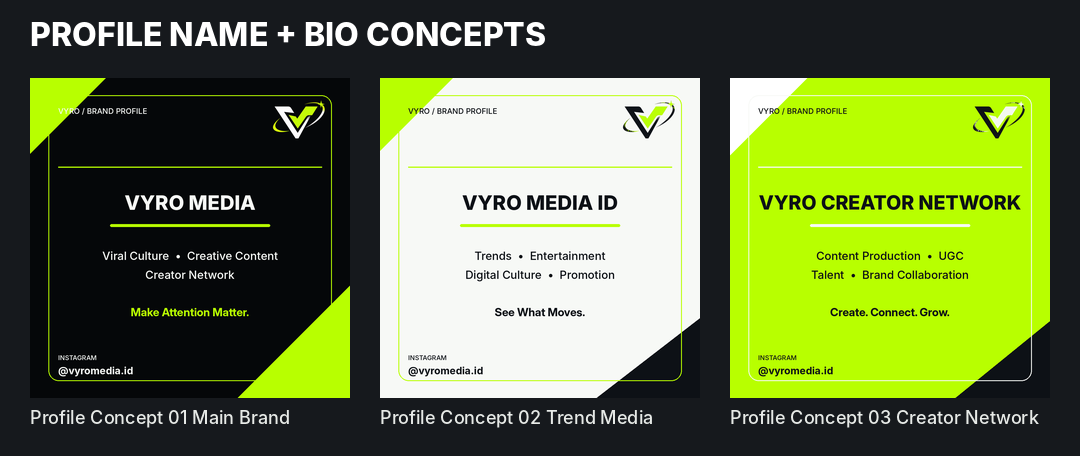 PROFILE NAME + BIO CONCEPTS
VYRO / BRAND PROFILE
VYRO MEDIA
Viral Culture • Creative Content
Creator Network
Make Attention Matter.
INSTAGRAM
@vyromedia.id
Profile Concept 01 Main Brand
VYRO / BRAND PROFILE
VYRO MEDIA ID
Trends • Entertainment
Digital Culture • Promotion
See What Moves.
INSTAGRAM
@vyromedia.id
Profile Concept 02 Trend Media
VYRO / BRAND PROFILE
VYRO CREATOR NETWORK
Content Production • UGC
Talent • Brand Collaboration
Create. Connect. Grow.
INSTAGRAM
@vyromedia.id
Profile Concept 03 Creator Network